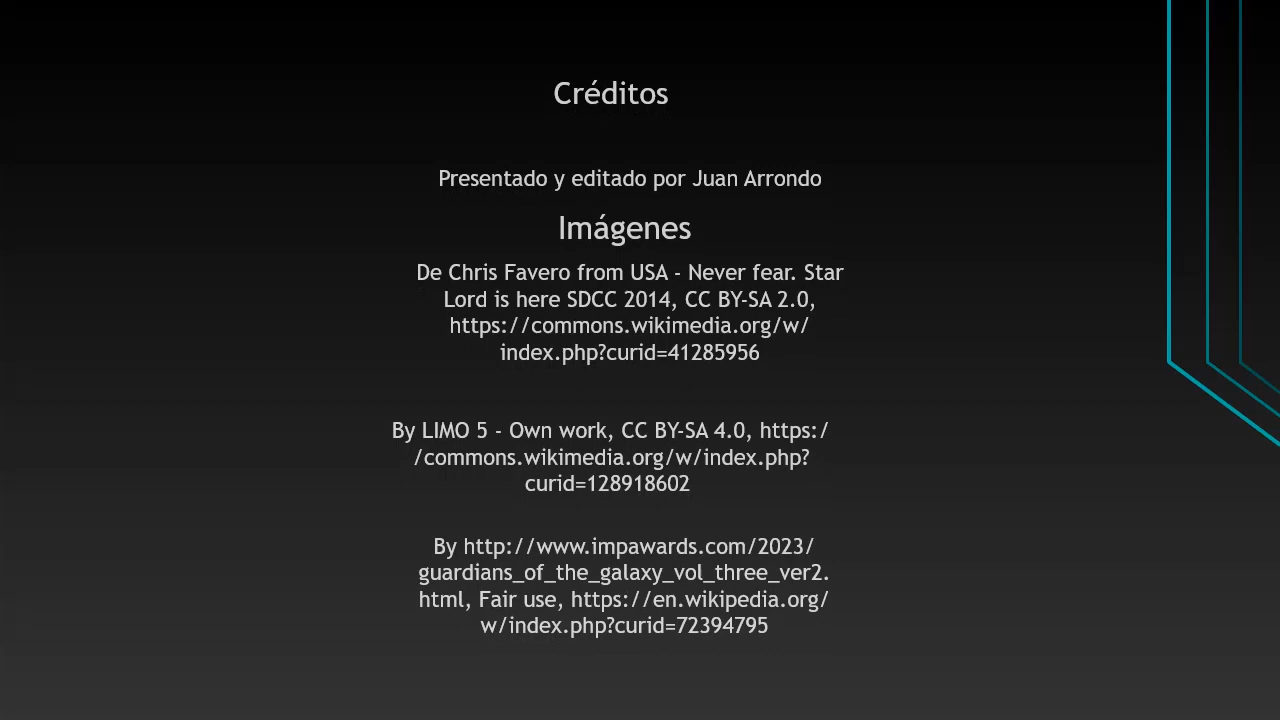 Créditos
Presentado y editado por Juan Arrondo
Imágenes
De Chris Favero from USA - Never fear. Star
Lord is here SDCC 2014, CC BY-SA 2.0,
https://commons.wikimedia.org/w/
index.php?curid=41285956
By LIMO 5 - Own work, CC BY-SA 4.0, https:/
/commons.wikimedia.org/w/index.php?
curid=128918602
By http://www.impawards.com/2023/
guardians_of_the_galaxy_vol_three_ver2.
html, Fair use, https://en.wikipedia.org/
w/index.php?curid=72394795